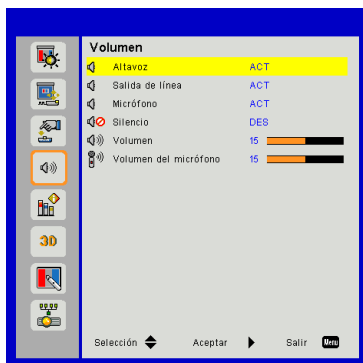 Volumen
Altavoz ACT
Salida de línea ACT
Micrófono ACT
Silencio DES
Volumen 15
Volumen del micrófono 15
3D
Selección Aceptar Salir Menu